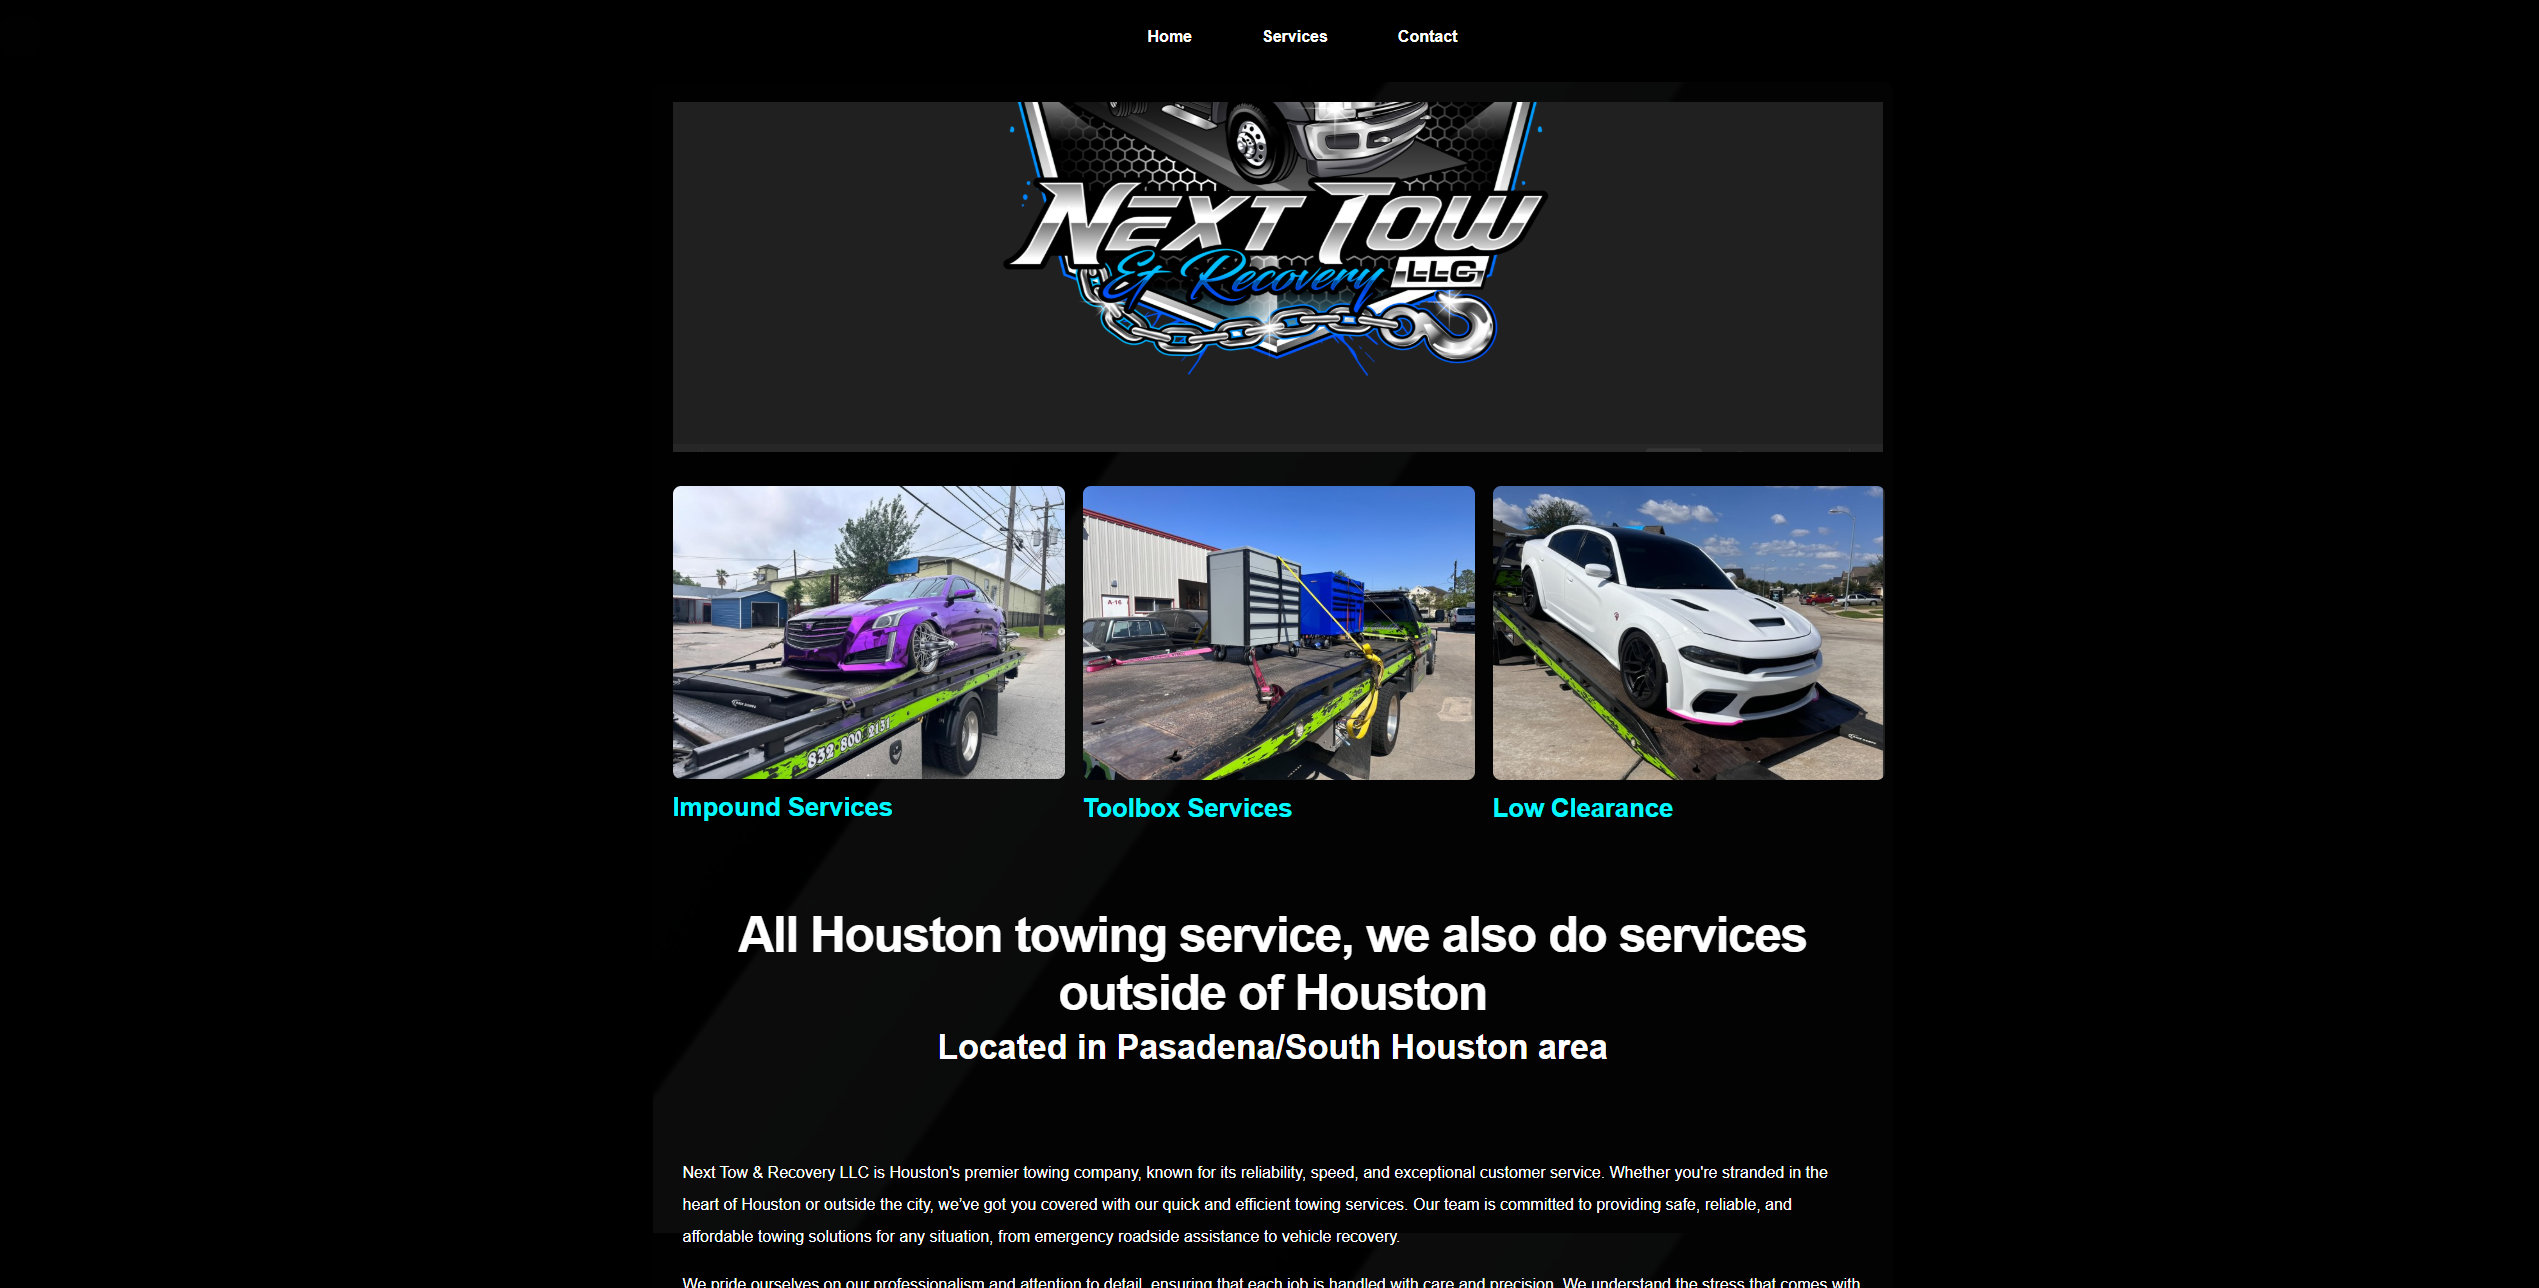 Home Services Contact
NEXT TOW
& Recovery LLC
A-16
832 800 2131
Impound Services
Toolbox Services
Low Clearance
All Houston towing service, we also do services
outside of Houston
Located in Pasadena/South Houston area
Next Tow & Recovery LLC is Houston's premier towing company, known for its reliability, speed, and exceptional customer service. Whether you're stranded in the
heart of Houston or outside the city, we’ve got you covered with our quick and efficient towing services. Our team is committed to providing safe, reliable, and
affordable towing solutions for any situation, from emergency roadside assistance to vehicle recovery.
We pride ourselves on our professionalism and attention to detail, ensuring that each job is handled with care and precision. We understand the stress that comes with